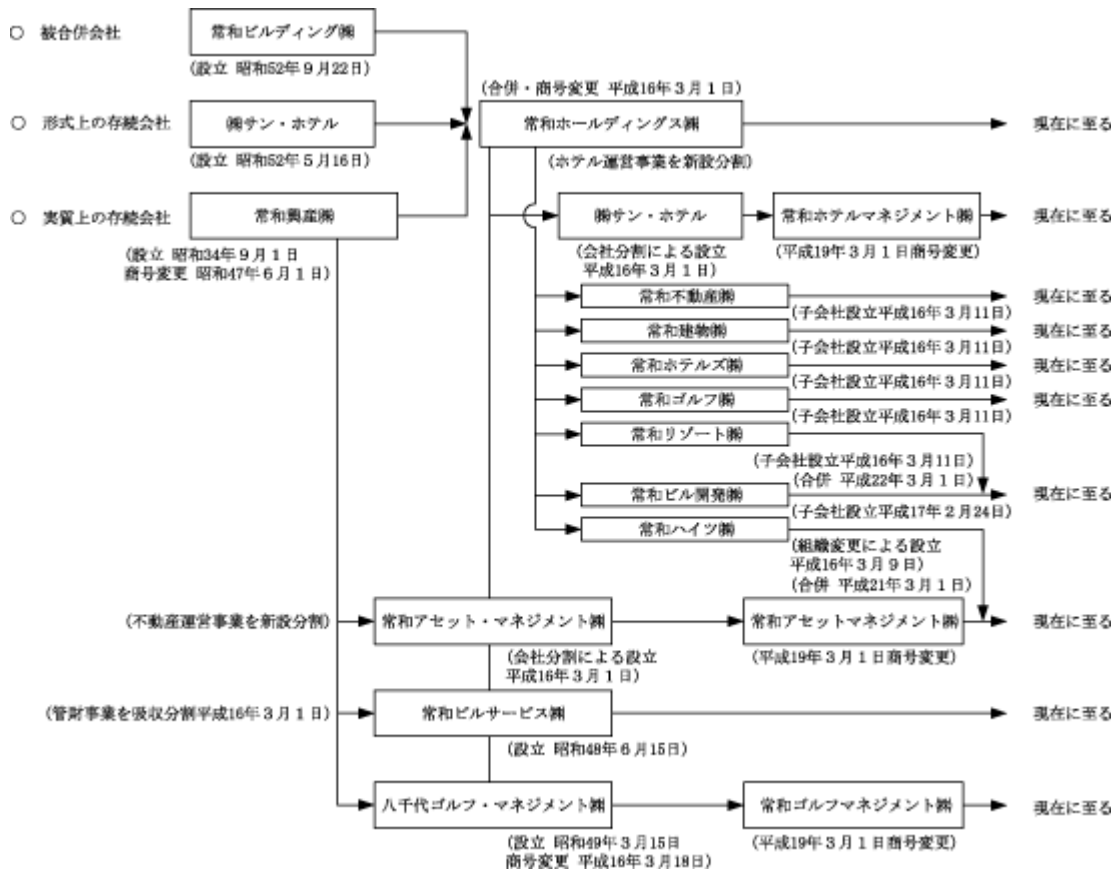 ○ 被合併会社
常和ビルディング㈱
(設立 昭和52年9月22日)
(合併・商号変更 平成16年3月1日)
○ 形式上の存続会社
㈱サン・ホテル
常和ホールディングス㈱
現在に至る
(設立 昭和52年5月16日)
(ホテル運営事業を新設分割)
○ 実質上の存続会社
常和興産㈱
㈱サン・ホテル
常和ホテルマネジメント㈱
現在に至る
(設立 昭和34年9月1日
商号変更 昭和47年6月1日)
(会社分割による設立
平成16年3月1日)
(平成19年3月1日商号変更)
常和不動産㈱
現在に至る
(子会社設立平成16年3月11日)
常和建物㈱
現在に至る
(子会社設立平成16年3月11日)
常和ホテルズ㈱
現在に至る
(子会社設立平成16年3月11日)
常和ゴルフ㈱
現在に至る
(子会社設立平成16年3月11日)
常和リゾート㈱
(子会社設立平成16年3月11日)
(合併 平成22年3月1日)
常和ビル開発㈱
現在に至る
(子会社設立平成17年2月24日)
常和ハイツ㈱
(組織変更による設立
平成16年3月9日)
(合併 平成21年3月1日)
(不動産運営事業を新設分割)
常和アセット・マネジメント㈱
常和アセットマネジメント㈱
現在に至る
(会社分割による設立
平成16年3月1日)
(平成19年3月1日商号変更)
(管財事業を吸収分割平成16年3月1日)
常和ビルサービス㈱
現在に至る
(設立 昭和48年6月15日)
八千代ゴルフ・マネジメント㈱
常和ゴルフマネジメント㈱
現在に至る
(設立 昭和49年3月15日
商号変更 平成16年3月18日)
(平成19年3月1日商号変更)